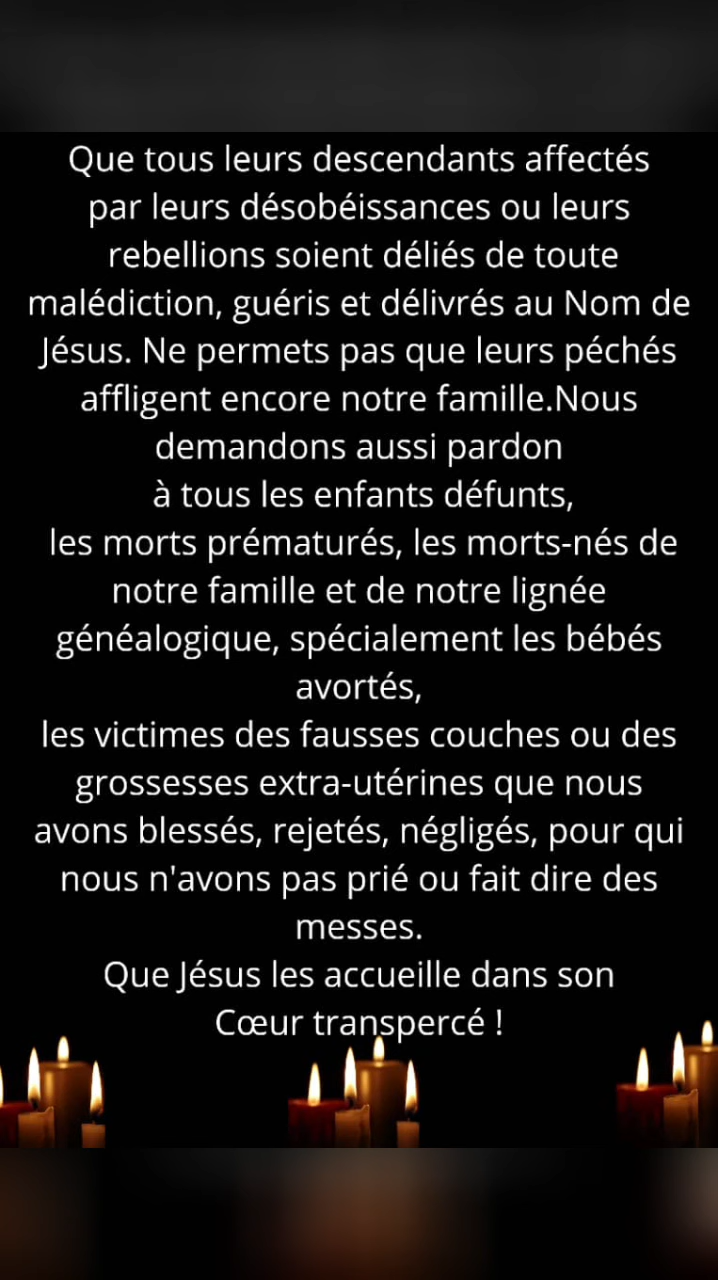 Que tous leurs descendants affectés
par leurs désobéissances ou leurs
rebellions soient déliés de toute
malédiction, guéris et délivrés au Nom de
Jésus. Ne permets pas que leurs péchés
affligent encore notre famille.Nous
demandons aussi pardon
à tous les enfants défunts,
les morts prématurés, les morts-nés de
notre famille et de notre lignée
généalogique, spécialement les bébés
avortés,
les victimes des fausses couches ou des
grossesses extra-utérines que nous
avons blessés, rejetés, négligés, pour qui
nous n'avons pas prié ou fait dire des
messes.
Que Jésus les accueille dans son
Cœur transpercé !